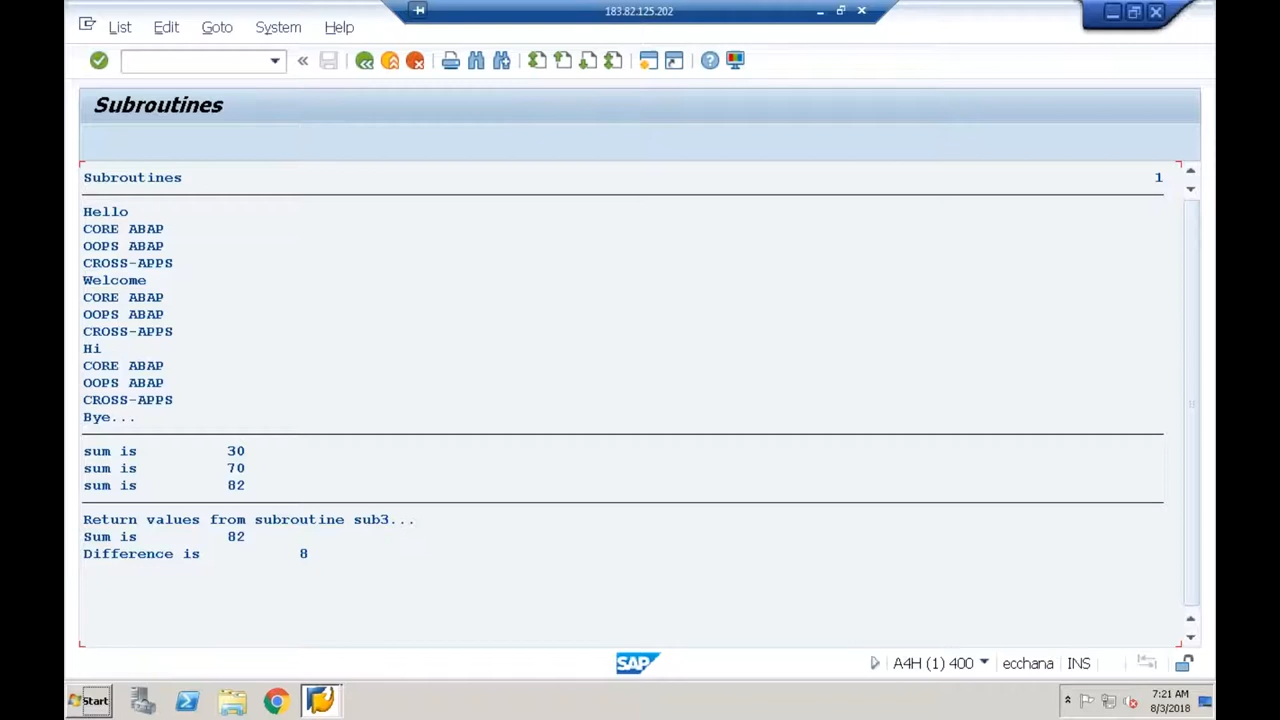 183.82.125.202
List Edit Goto System Help
Subroutines
Subroutines 1
Hello
CORE ABAP
OOPS ABAP
CROSS-APPS
Welcome
CORE ABAP
OOPS ABAP
CROSS-APPS
Hi
CORE ABAP
OOPS ABAP
CROSS-APPS
Bye...
sum is 30
sum is 70
sum is 82
Return values from subroutine sub3...
Sum is 82
Difference is 8
SAP A4H (1) 400 ecchana INS
Start 7:21 AM
8/3/2018